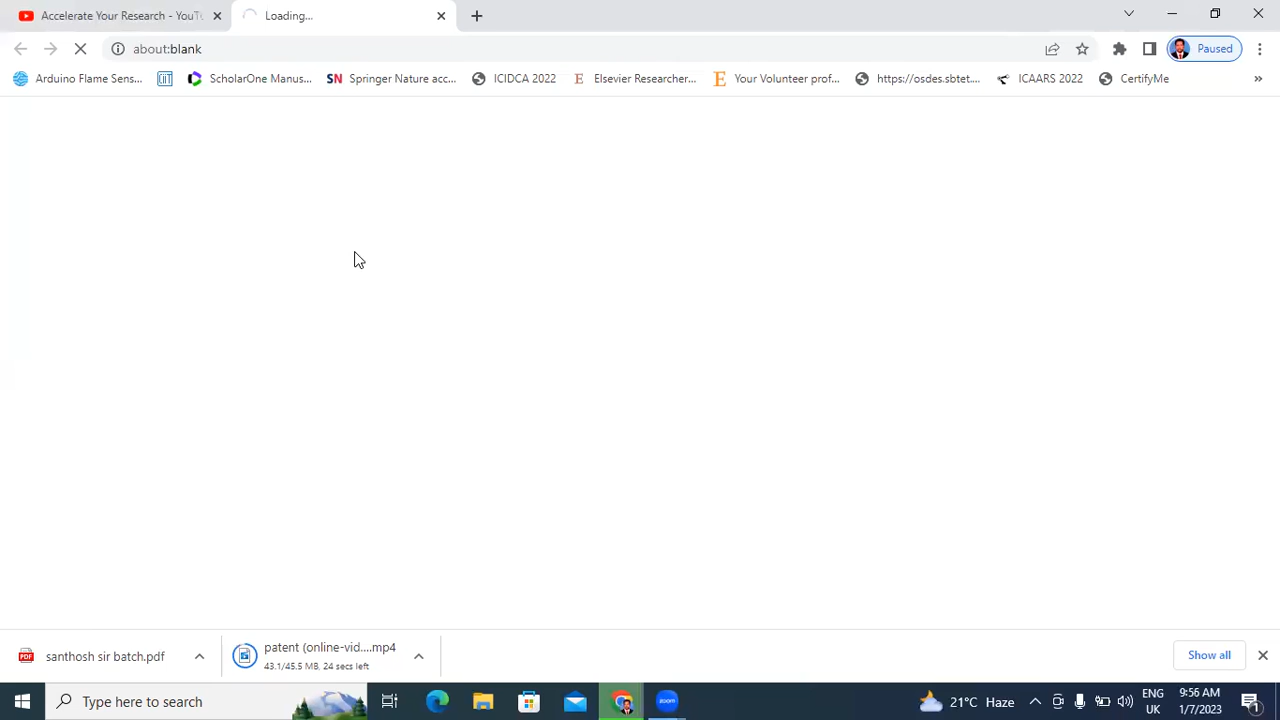 Accelerate Your Research - YouTu
Loading...
about:blank
Paused
Arduino Flame Sens...
ScholarOne Manus...
SN Springer Nature acc...
ICIDCA 2022
E Elsevier Researcher...
E Your Volunteer prof...
https://osdes.sbtet....
ICAARS 2022
CertifyMe
»
PDF santhosh sir batch.pdf
patent (online-vid....mp4
43.1/45.5 MB, 24 secs left
Show all
Type here to search
zoom
21°C Haze
ENG
UK
9:56 AM
1/7/2023
1